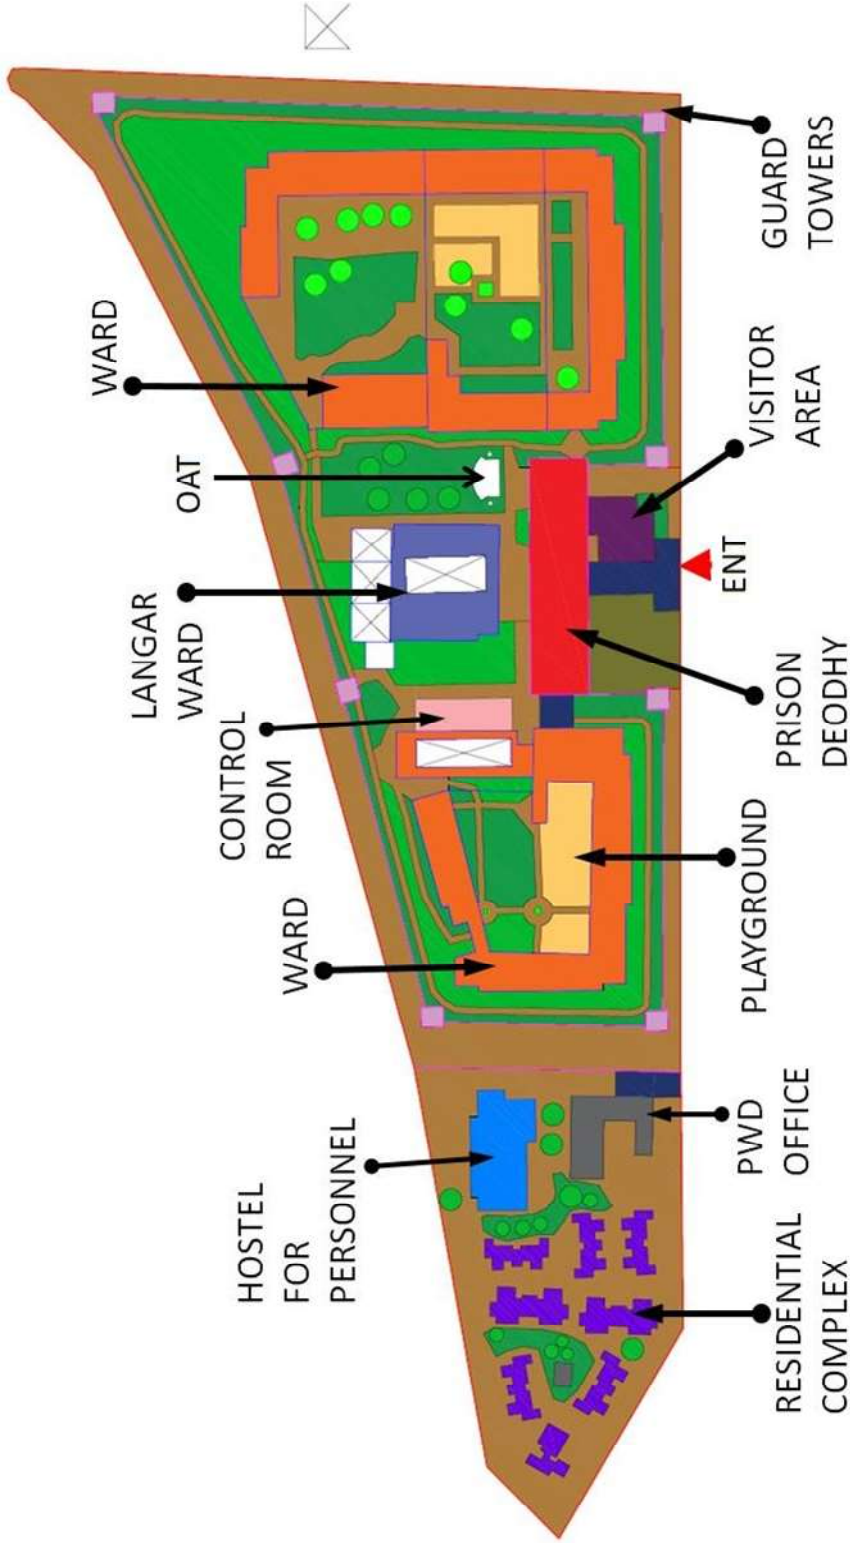 HOSTEL
FOR
PERSONNEL
WARD
CONTROL
ROOM
LANGAR
WARD
OAT
WARD
RESIDENTIAL
COMPLEX
PWD
OFFICE
PLAYGROUND
PRISON
DEODHY
ENT
VISITOR
AREA
GUARD
TOWERS